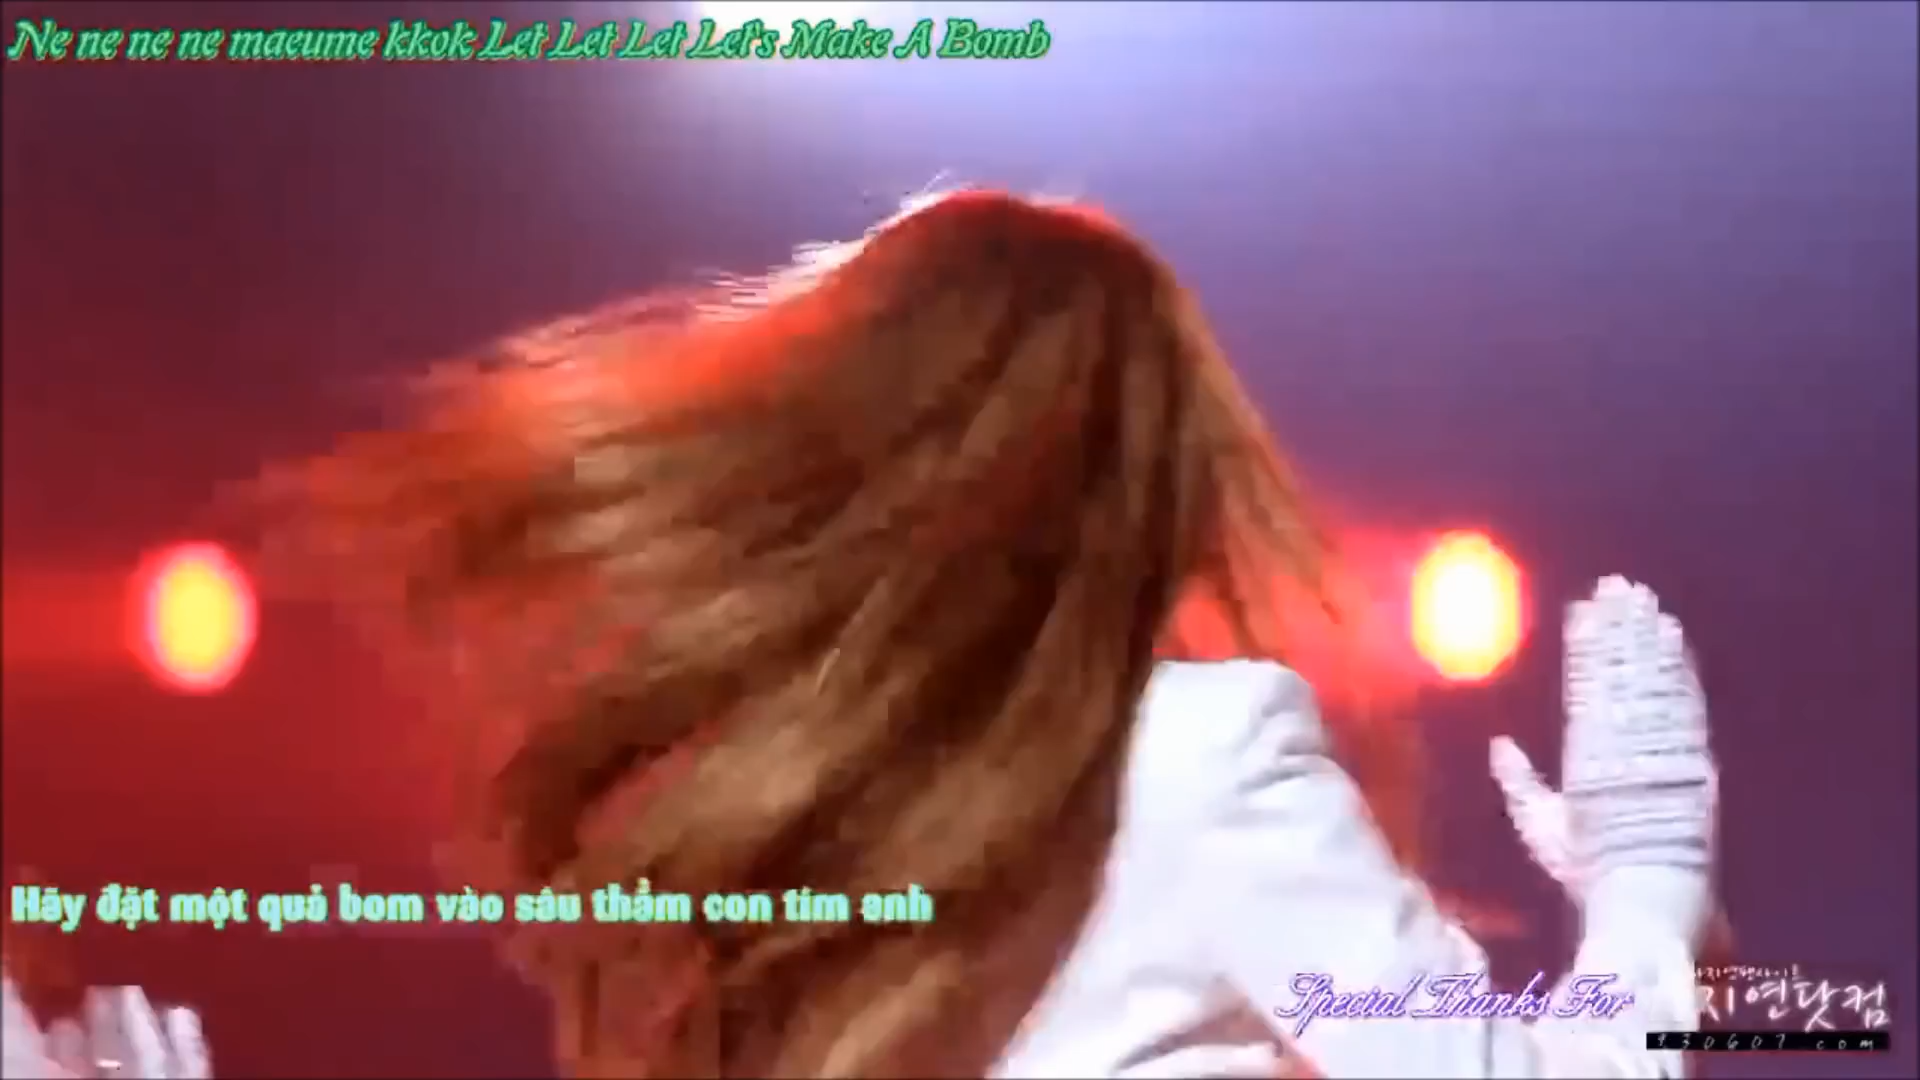 Ne ne ne ne maeume kkok Let Let Let Let's Make A Bomb
Hãy đặt một quả bom vào sâu thẳm con tim anh
Special Thanks For
지연닷컴
930607.com